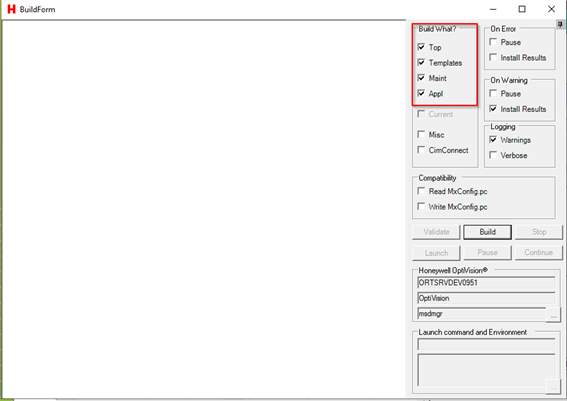 H BuildForm
Build What?
Top
Templates
Maint
Appl
Current
Misc
CimConnect
On Error
Pause
Install Results
On Warning
Pause
Install Results
Logging
Warnings
Verbose
Compatibility
Read MxConfig.pc
Write MxConfig.pc
Validate Build Stop
Launch Pause Continue
Honeywell OptiVision®
ORTSRVDEV0951
OptiVision
msdmgr ...
Launch command and Environment
...